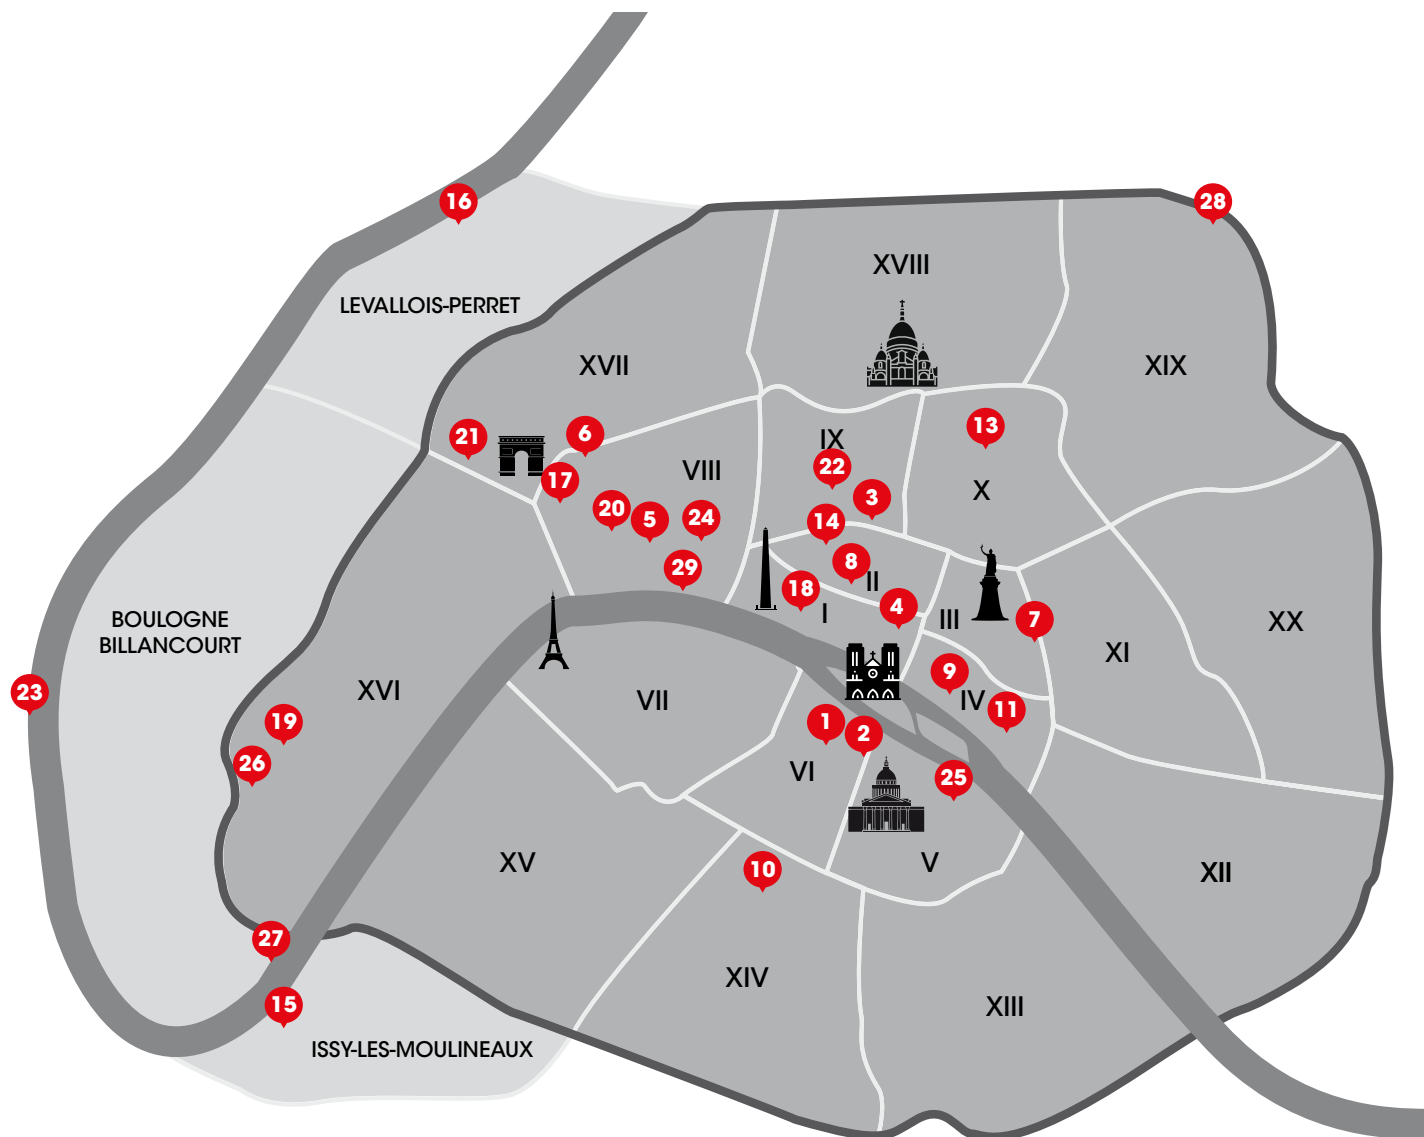 16
28
XVIII
LEVALLOIS-PERRET
XVII
XIX
13
6
21
IX
22
VIII
17
X
3
20
24
5
14
8
29
II
18
4
I
III
7
BOULOGNE
BILLANCOURT
XX
XI
9
XVI
23
VII
IV
11
19
1
2
26
VI
25
XV
V
10
XII
27
XIV
15
XIII
ISSY-LES-MOULINEAUX